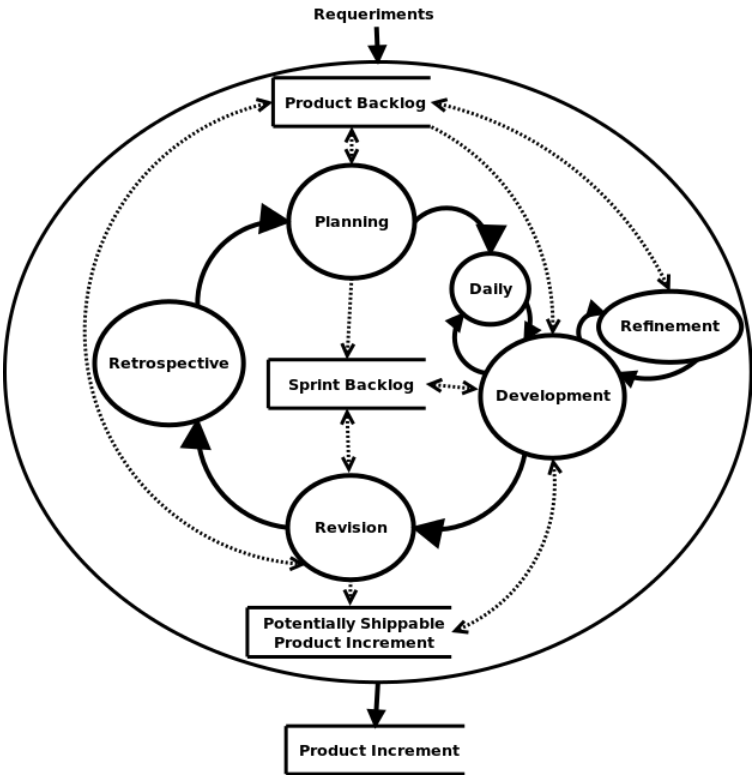 Requeriments
Product Backlog
Planning
Daily
Refinement
Retrospective
Sprint Backlog
Development
Revision
Potentially Shippable
Product Increment
Product Increment